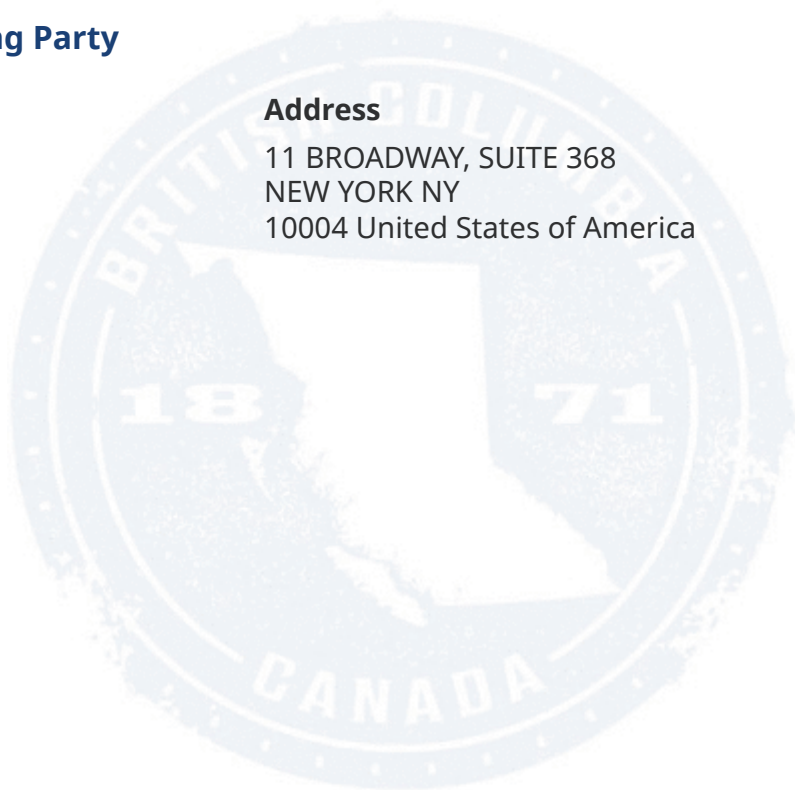 ng Party
Address
11 BROADWAY, SUITE 368
NEW YORK NY
10004 United States of America
BRITISH COLUMBIA
18 71
CANADA